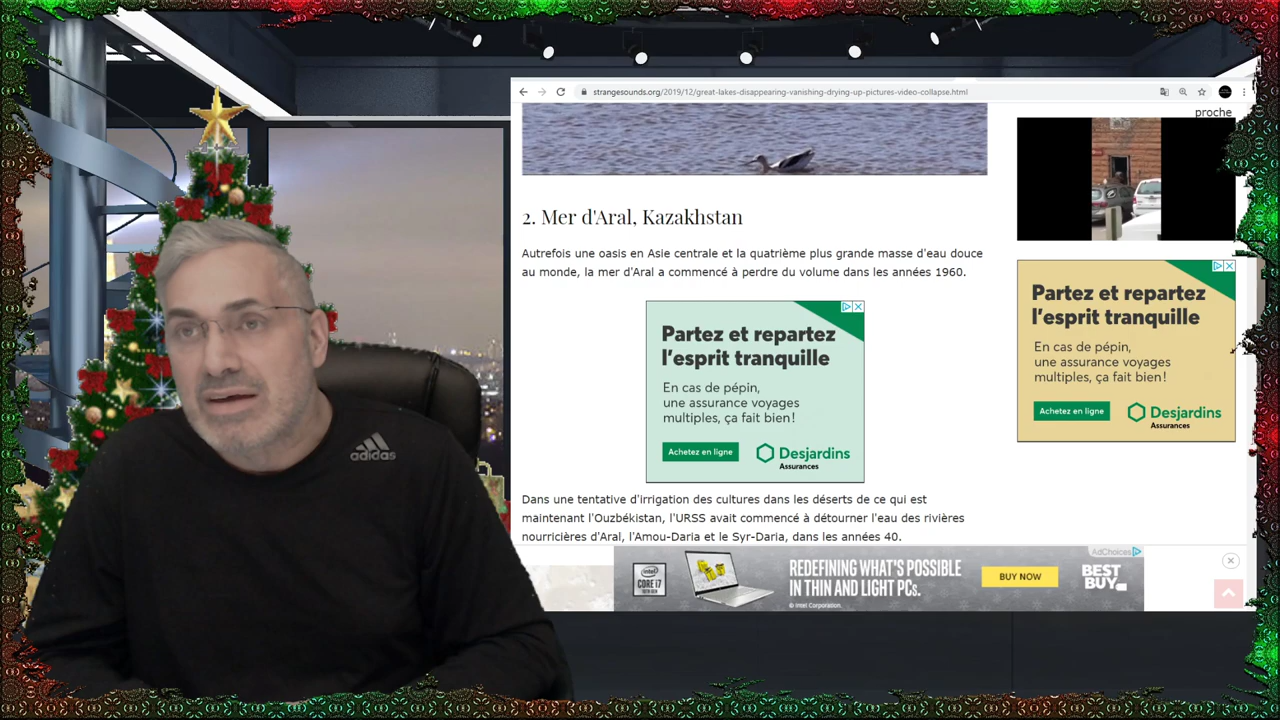 strangesounds.org/2019/12/great-lakes-disappearing-vanishing-drying-up-pictures-video-collapse.html
proche
2. Mer d'Aral, Kazakhstan
Autrefois une oasis en Asie centrale et la quatrième plus grande masse d'eau douce
au monde, la mer d'Aral a commencé à perdre du volume dans les années 1960.
Partez et repartez
l'esprit tranquille
En cas de pépin,
une assurance voyages
multiples, ça fait bien!
Achetez en ligne
Desjardins
Assurances
Partez et repartez
l'esprit tranquille
En cas de pépin,
une assurance voyages
multiples, ça fait bien!
Achetez en ligne
Desjardins
Assurances
adidas
Dans une tentative d'irrigation des cultures dans les déserts de ce qui est
maintenant l'Ouzbékistan, l'URSS avait commencé à détourner l'eau des rivières
nourricières d'Aral, l'Amou-Daria et le Syr-Daria, dans les années 40.
AdChoices
intel
CORE i7
10th GEN
REDEFINING WHAT'S POSSIBLE
IN THIN AND LIGHT PCs.
© Intel Corporation.
BUY NOW
BEST
BUY